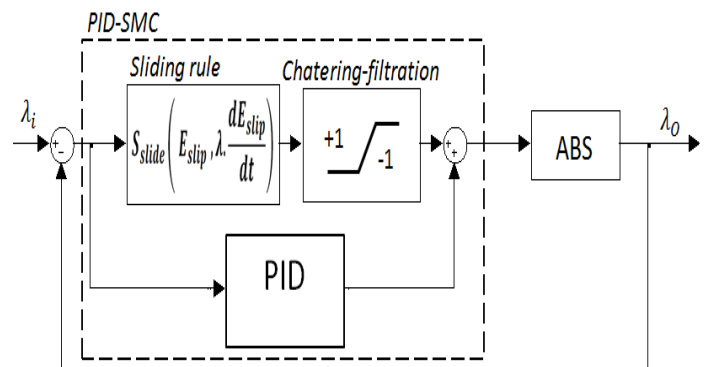 PID-SMC
Sliding rule
Chatering-filtration
λi
+
−
Sslide(Eslip,λ.dEslip/dt)
+1
-1
+
+
ABS
λO
PID